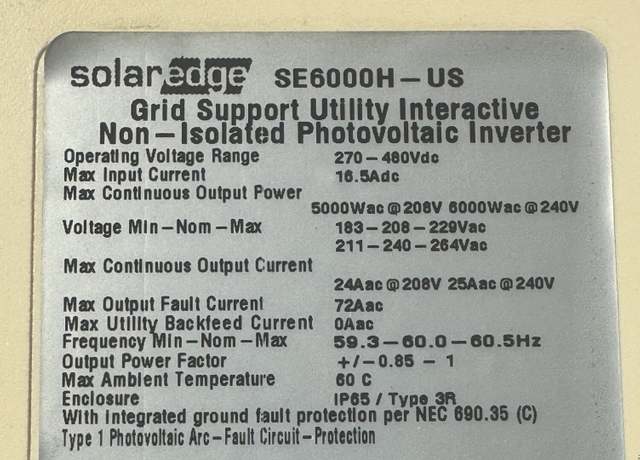 solaredge SE6000H-US
Grid Support Utility Interactive
Non-Isolated Photovoltaic Inverter
Operating Voltage Range 270-480Vdc
Max Input Current 16.5Adc
Max Continuous Output Power
5000Wac@208V 6000Wac@240V
Voltage Min-Nom-Max 183-208-229Vac
211-240-264Vac
Max Continuous Output Current
24Aac@208V 25Aac@240V
Max Output Fault Current 72Aac
Max Utility Backfeed Current 0Aac
Frequency Min-Nom-Max 59.3-60.0-60.5Hz
Output Power Factor +/-0.85 - 1
Max Ambient Temperature 60 C
Enclosure IP65 / Type 3R
With integrated ground fault protection per NEC 690.35 (C)
Type 1 Photovoltaic Arc-Fault Circuit-Protection